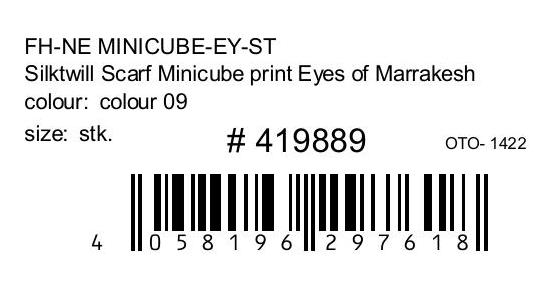 FH-NE MINICUBE-EY-ST
Silktwill Scarf Minicube print Eyes of Marrakesh
colour: colour 09
size: stk.
# 419889
OTO- 1422
4 058196 297618